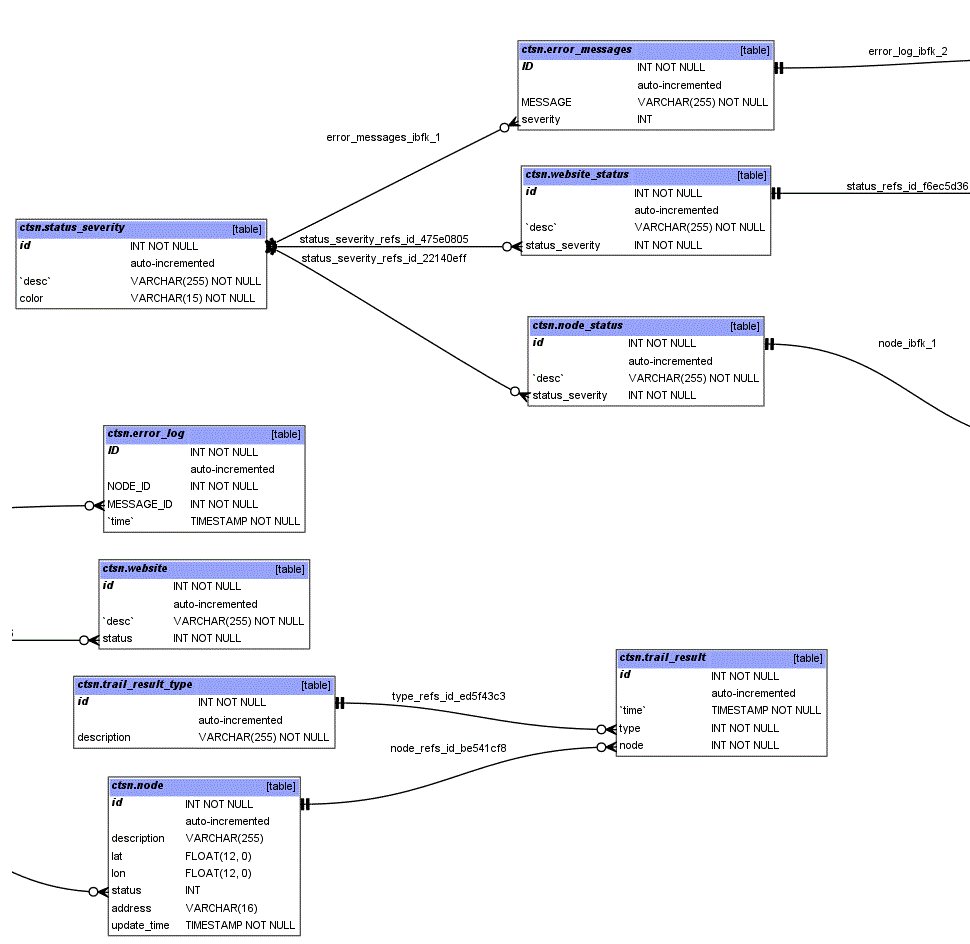 ctsn.error_messages [table]
ID INT NOT NULL
auto-incremented
MESSAGE VARCHAR(255) NOT NULL
severity INT
error_log_ibfk_2
error_messages_ibfk_1
ctsn.website_status [table]
id INT NOT NULL
auto-incremented
`desc` VARCHAR(255) NOT NULL
status_severity INT NOT NULL
status_refs_id_f6ec5d36
ctsn.status_severity [table]
id INT NOT NULL
auto-incremented
`desc` VARCHAR(255) NOT NULL
color VARCHAR(15) NOT NULL
status_severity_refs_id_475e0805
status_severity_refs_id_22140eff
ctsn.node_status [table]
id INT NOT NULL
auto-incremented
`desc` VARCHAR(255) NOT NULL
status_severity INT NOT NULL
node_ibfk_1
ctsn.error_log [table]
ID INT NOT NULL
auto-incremented
NODE_ID INT NOT NULL
MESSAGE_ID INT NOT NULL
`time` TIMESTAMP NOT NULL
ctsn.website [table]
id INT NOT NULL
auto-incremented
`desc` VARCHAR(255) NOT NULL
status INT NOT NULL
ctsn.trail_result_type [table]
id INT NOT NULL
auto-incremented
description VARCHAR(255) NOT NULL
type_refs_id_ed5f43c3
node_refs_id_be541cf8
ctsn.trail_result [table]
id INT NOT NULL
auto-incremented
`time` TIMESTAMP NOT NULL
type INT NOT NULL
node INT NOT NULL
ctsn.node [table]
id INT NOT NULL
auto-incremented
description VARCHAR(255)
lat FLOAT(12, 0)
lon FLOAT(12, 0)
status INT
address VARCHAR(16)
update_time TIMESTAMP NOT NULL